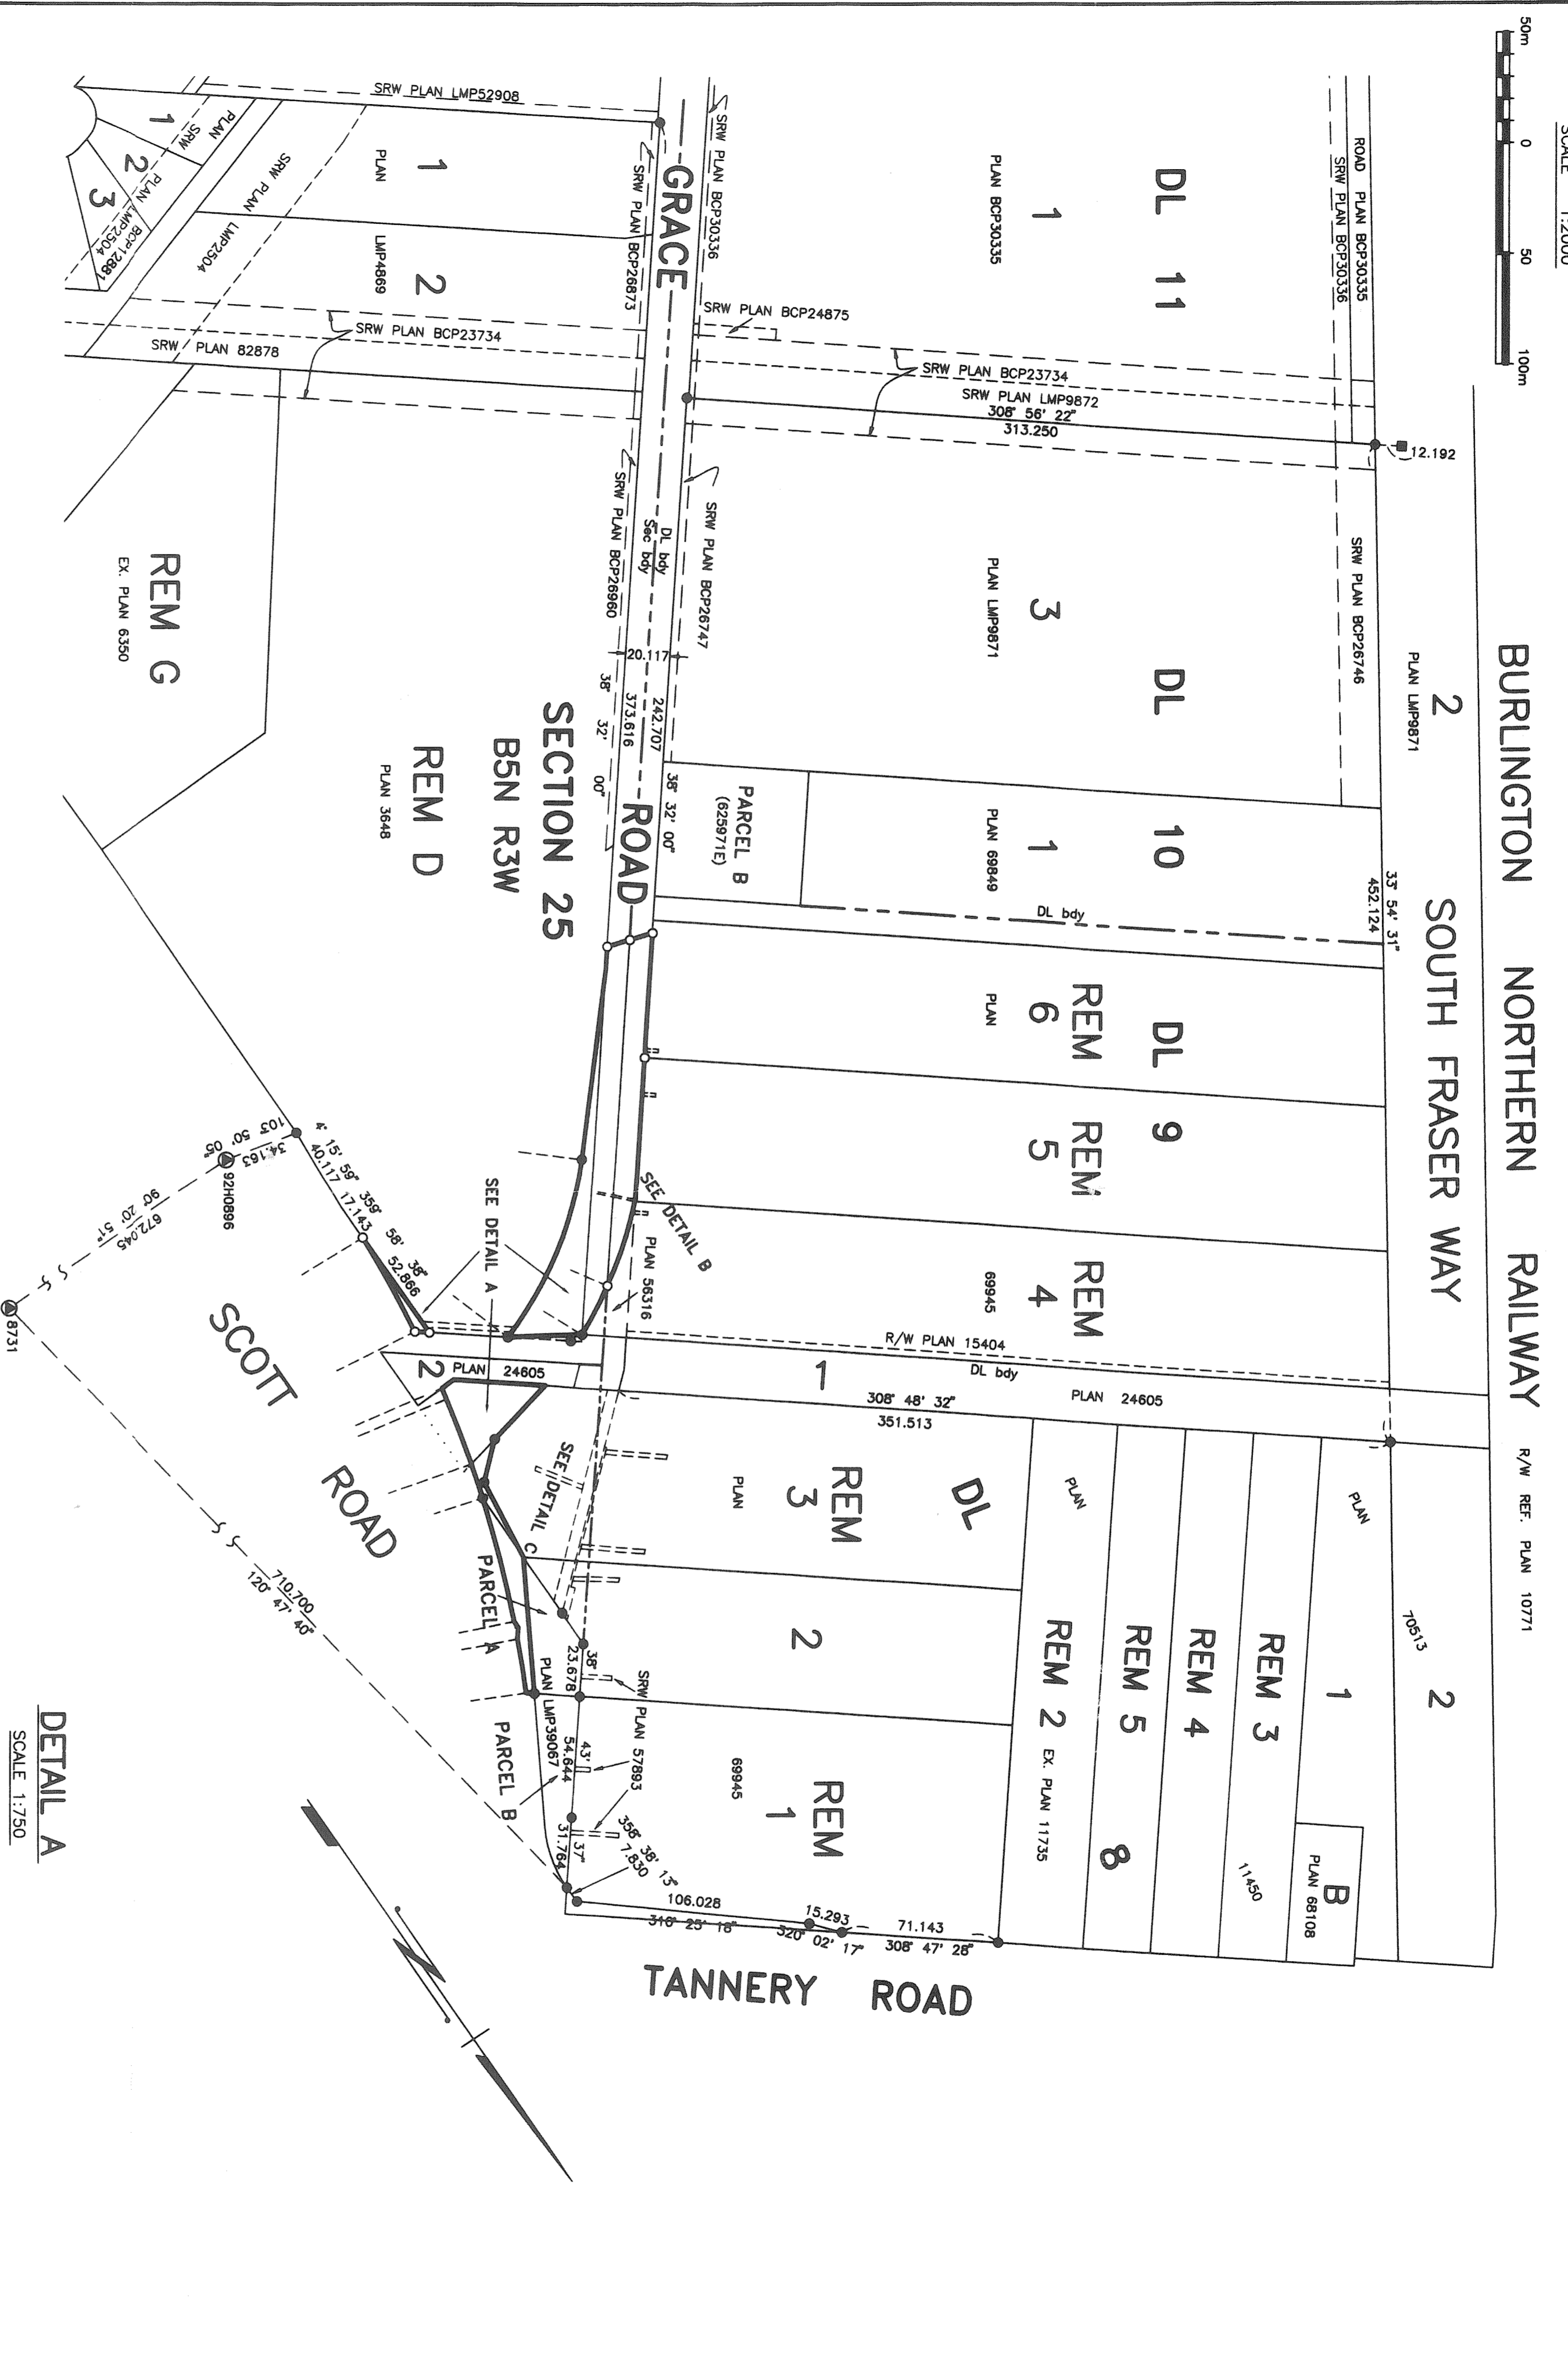 SCALE 1:2000
50m 0 50 100m
BURLINGTON NORTHERN RAILWAY
R/W REF. PLAN 10771
SOUTH FRASER WAY
2
PLAN LMP9871
2
70513
ROAD PLAN BCP30335
SRW PLAN BCP30336
12.192
SRW PLAN BCP26746
33° 54' 31"
452.124
DL 11
1
PLAN BCP30335
DL 10
3
PLAN LMP9871
1
PLAN 69849
DL bdy
PARCEL B
(625971E)
DL 9
REM
6
PLAN
REM
5
REM
4
69945
R/W PLAN 15404
DL bdy
1
PLAN 24605
308° 48' 32"
351.513
SRW PLAN BCP24875
SRW PLAN BCP23734
SRW PLAN LMP9872
308° 56' 22"
313.250
SRW PLAN BCP30336
SRW PLAN BCP26747
GRACE ROAD
DL bdy
Sec bdy
20.117
242.707
38° 32' 00"
373.616
38° 32' 00"
SRW PLAN BCP26873
SRW PLAN BCP26960
SRW PLAN LMP52908
1
PLAN
2
LMP4869
SRW PLAN
LMP2504
SRW PLAN BCP23734
SRW PLAN 82878
1
2
3
PLAN
SRW
PLAN
LMP2504
BCP12881
REM G
EX. PLAN 6350
SECTION 25
B5N R3W
REM D
PLAN 3648
SEE DETAIL B
PLAN 56316
SEE DETAIL A
2
PLAN 24605
4° 15' 59"
40.117
17.143
359° 58' 38"
52.866
103° 50' 05"
34.163
92H0896
90° 20' 51"
672.045
8731
710.700
120° 47' 40"
SCOTT ROAD
SEE DETAIL C
PARCEL A
PLAN LMP39067
PARCEL B
38° 43' 37"
23.678
54.644
31.764
SRW PLAN 57893
358° 38' 13"
7.830
DL
8
REM
3
PLAN
2
REM
1
69945
PLAN
REM 2
EX. PLAN 11735
REM 5
REM 4
REM 3
11450
1
PLAN
B
PLAN 68108
106.028
15.293
320° 02' 17"
71.143
308° 47' 28"
TANNERY ROAD
DETAIL A
SCALE 1:750